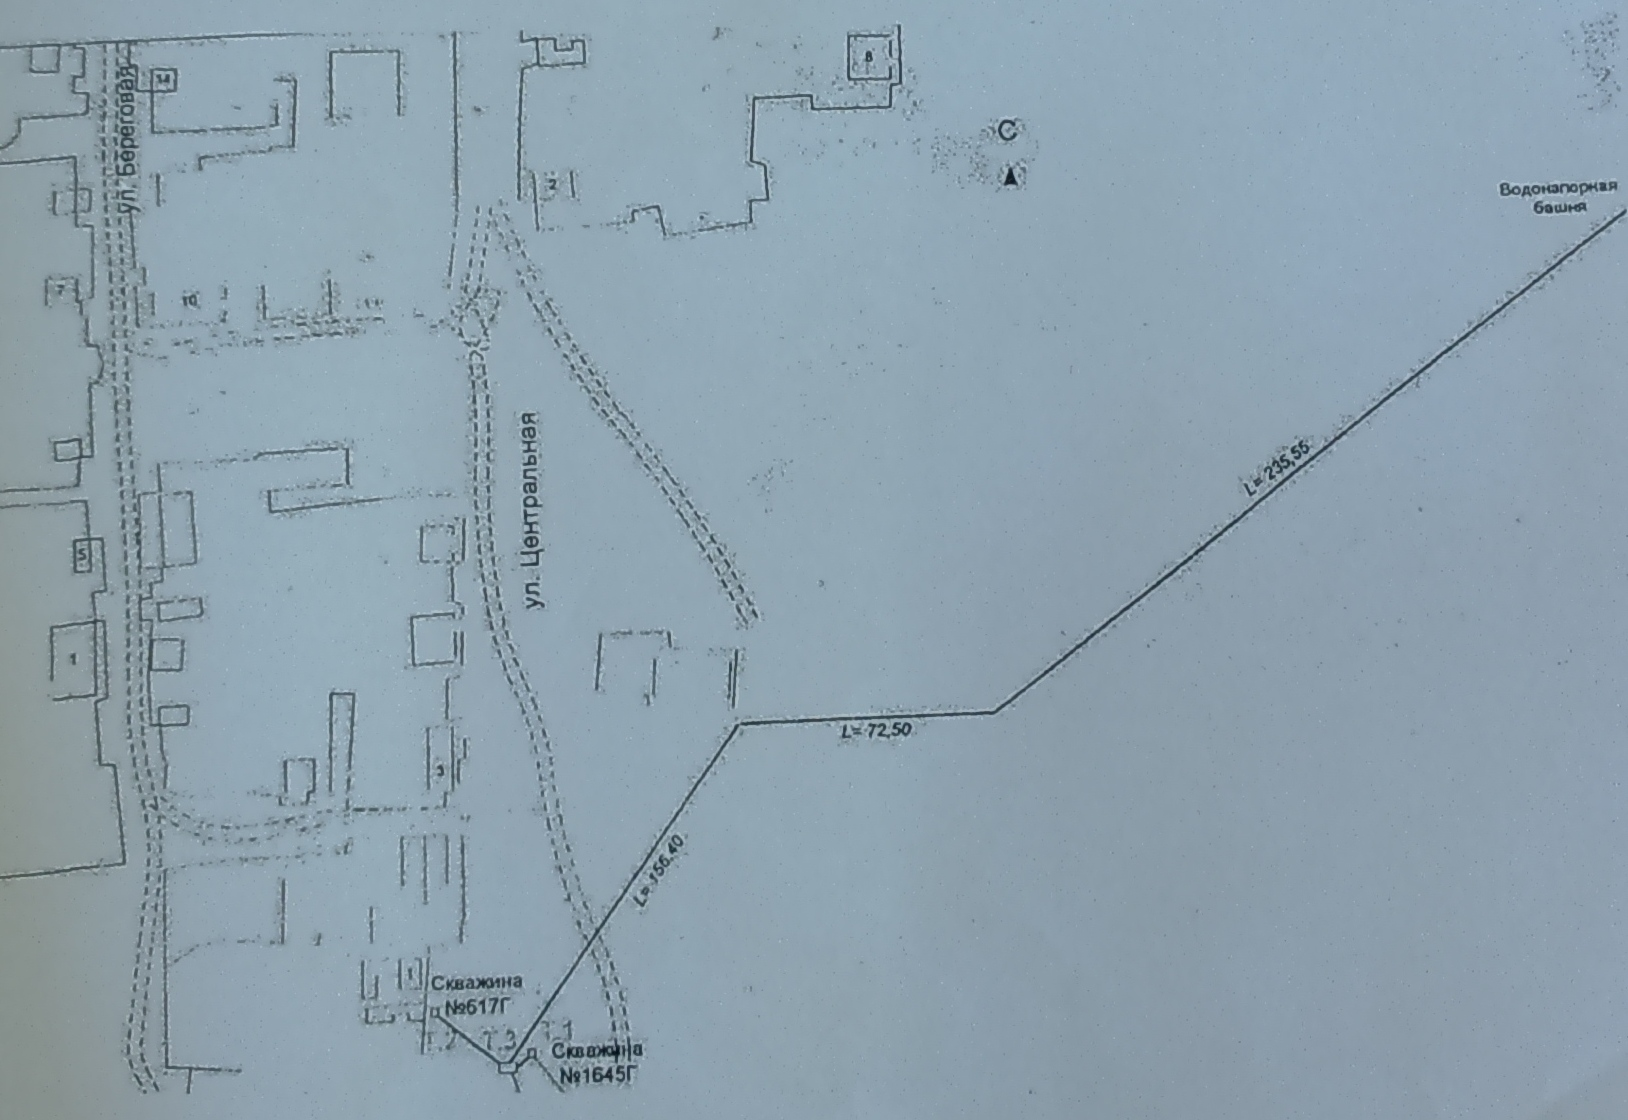 ул. Береговая
14
8
С
Водонапорная
башня
2
7
10
L= 235,55
ул. Центральная
5
1
L= 72,50
3
L= 156,40
1
Скважина
№617Г
Скважина
№1645Г